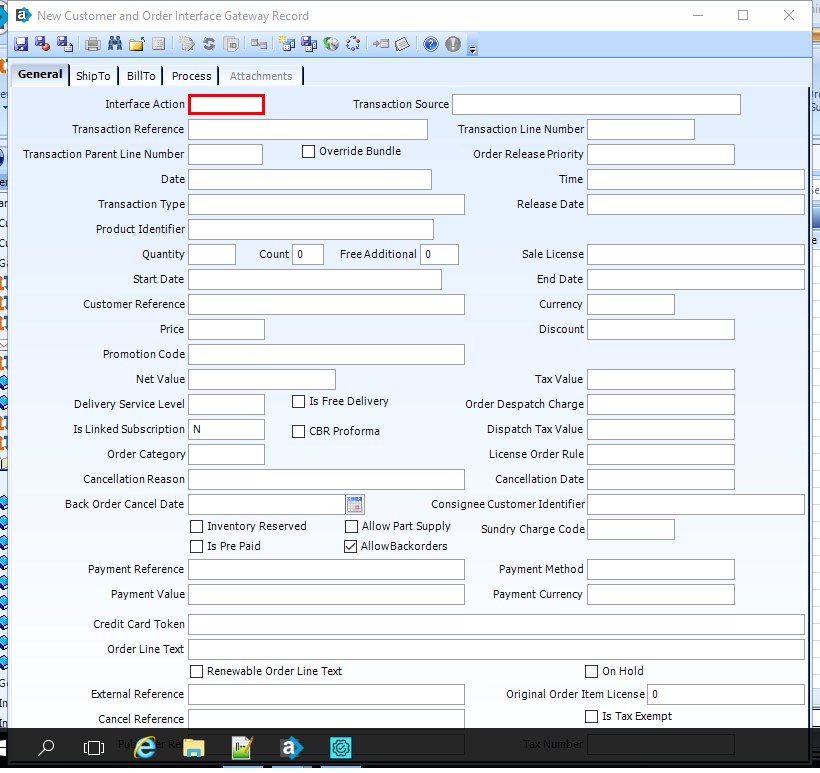 New Customer and Order Interface Gateway Record
General ShipTo BillTo Process Attachments
Interface Action Transaction Source
Transaction Reference Transaction Line Number
Transaction Parent Line Number Override Bundle Order Release Priority
Date Time
Transaction Type Release Date
Product Identifier
Quantity Count 0 Free Additional 0 Sale License
Start Date End Date
Customer Reference Currency
Price Discount
Promotion Code
Net Value Tax Value
Delivery Service Level Is Free Delivery Order Despatch Charge
Is Linked Subscription N CBR Proforma Dispatch Tax Value
Order Category License Order Rule
Cancellation Reason Cancellation Date
Back Order Cancel Date Consignee Customer Identifier
Inventory Reserved Allow Part Supply Sundry Charge Code
Is Pre Paid AllowBackorders
Payment Reference Payment Method
Payment Value Payment Currency
Credit Card Token
Order Line Text
Renewable Order Line Text On Hold
External Reference Original Order Item License 0
Cancel Reference Is Tax Exempt
Tax Number